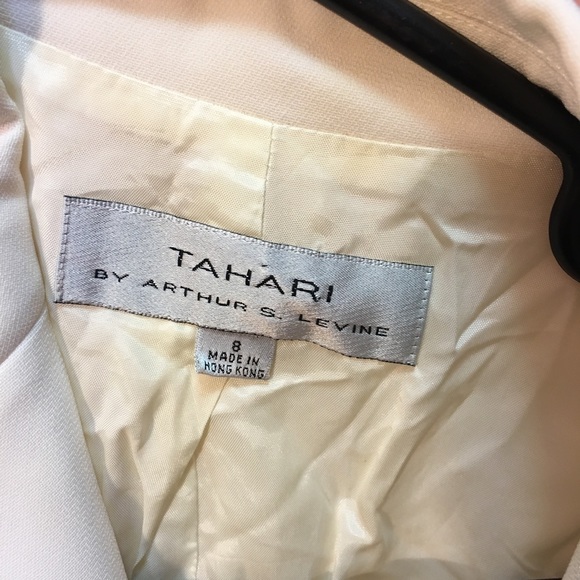 TAHARI
BY ARTHUR S. LEVINE
8
MADE IN
HONG KONG